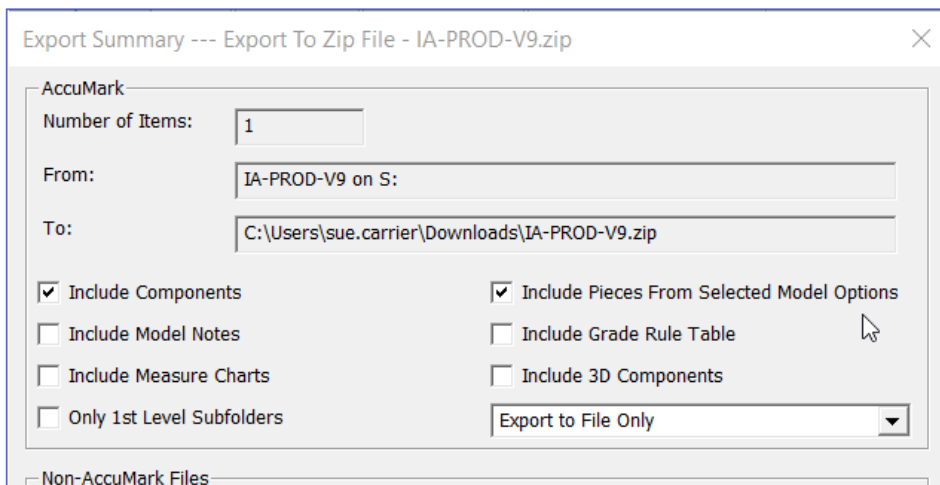 Export Summary --- Export To Zip File - IA-PROD-V9.zip
AccuMark
Number of Items: 1
From: IA-PROD-V9 on S:
To: C:\Users\sue.carrier\Downloads\IA-PROD-V9.zip
Include Components Include Pieces From Selected Model Options
Include Model Notes Include Grade Rule Table
Include Measure Charts Include 3D Components
Only 1st Level Subfolders Export to File Only
Non-AccuMark Files